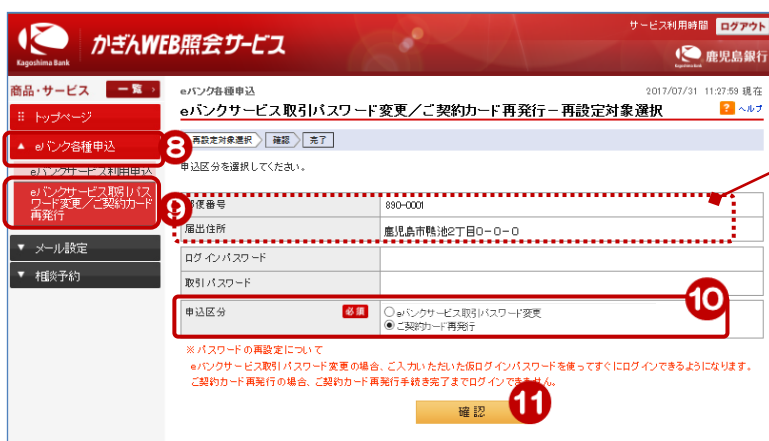 サービス利用時間 ログアウト
Kagoshima Bank
かぎんWEB照会サービス
鹿児島銀行
Kagoshima Bank
商品・サービス 一覧
トップページ
eバンク各種申込
8
eバンクサービス利用申込
eバンクサービス取引パス
ワード変更／ご契約カード
再発行
9
メール設定
相談予約
eバンク各種申込
2017/07/31 11:27:59 現在
eバンクサービス取引パスワード変更／ご契約カード再発行－再設定対象選択
? ヘルプ
再設定対象選択 確認 完了
申込区分を選択してください。
郵便番号 890-0001
届出住所 鹿児島市鴨池2丁目0-0-0
ログインパスワード
取引パスワード
10
申込区分 必須 eバンクサービス取引パスワード変更
ご契約カード再発行
※パスワードの再設定について
eバンクサービス取引パスワード変更の場合、ご入力いただいた仮ログインパスワードを使ってすぐにログインできるようになります。
ご契約カード再発行の場合、ご契約カード再発行手続き完了までログインできません。
確認
11